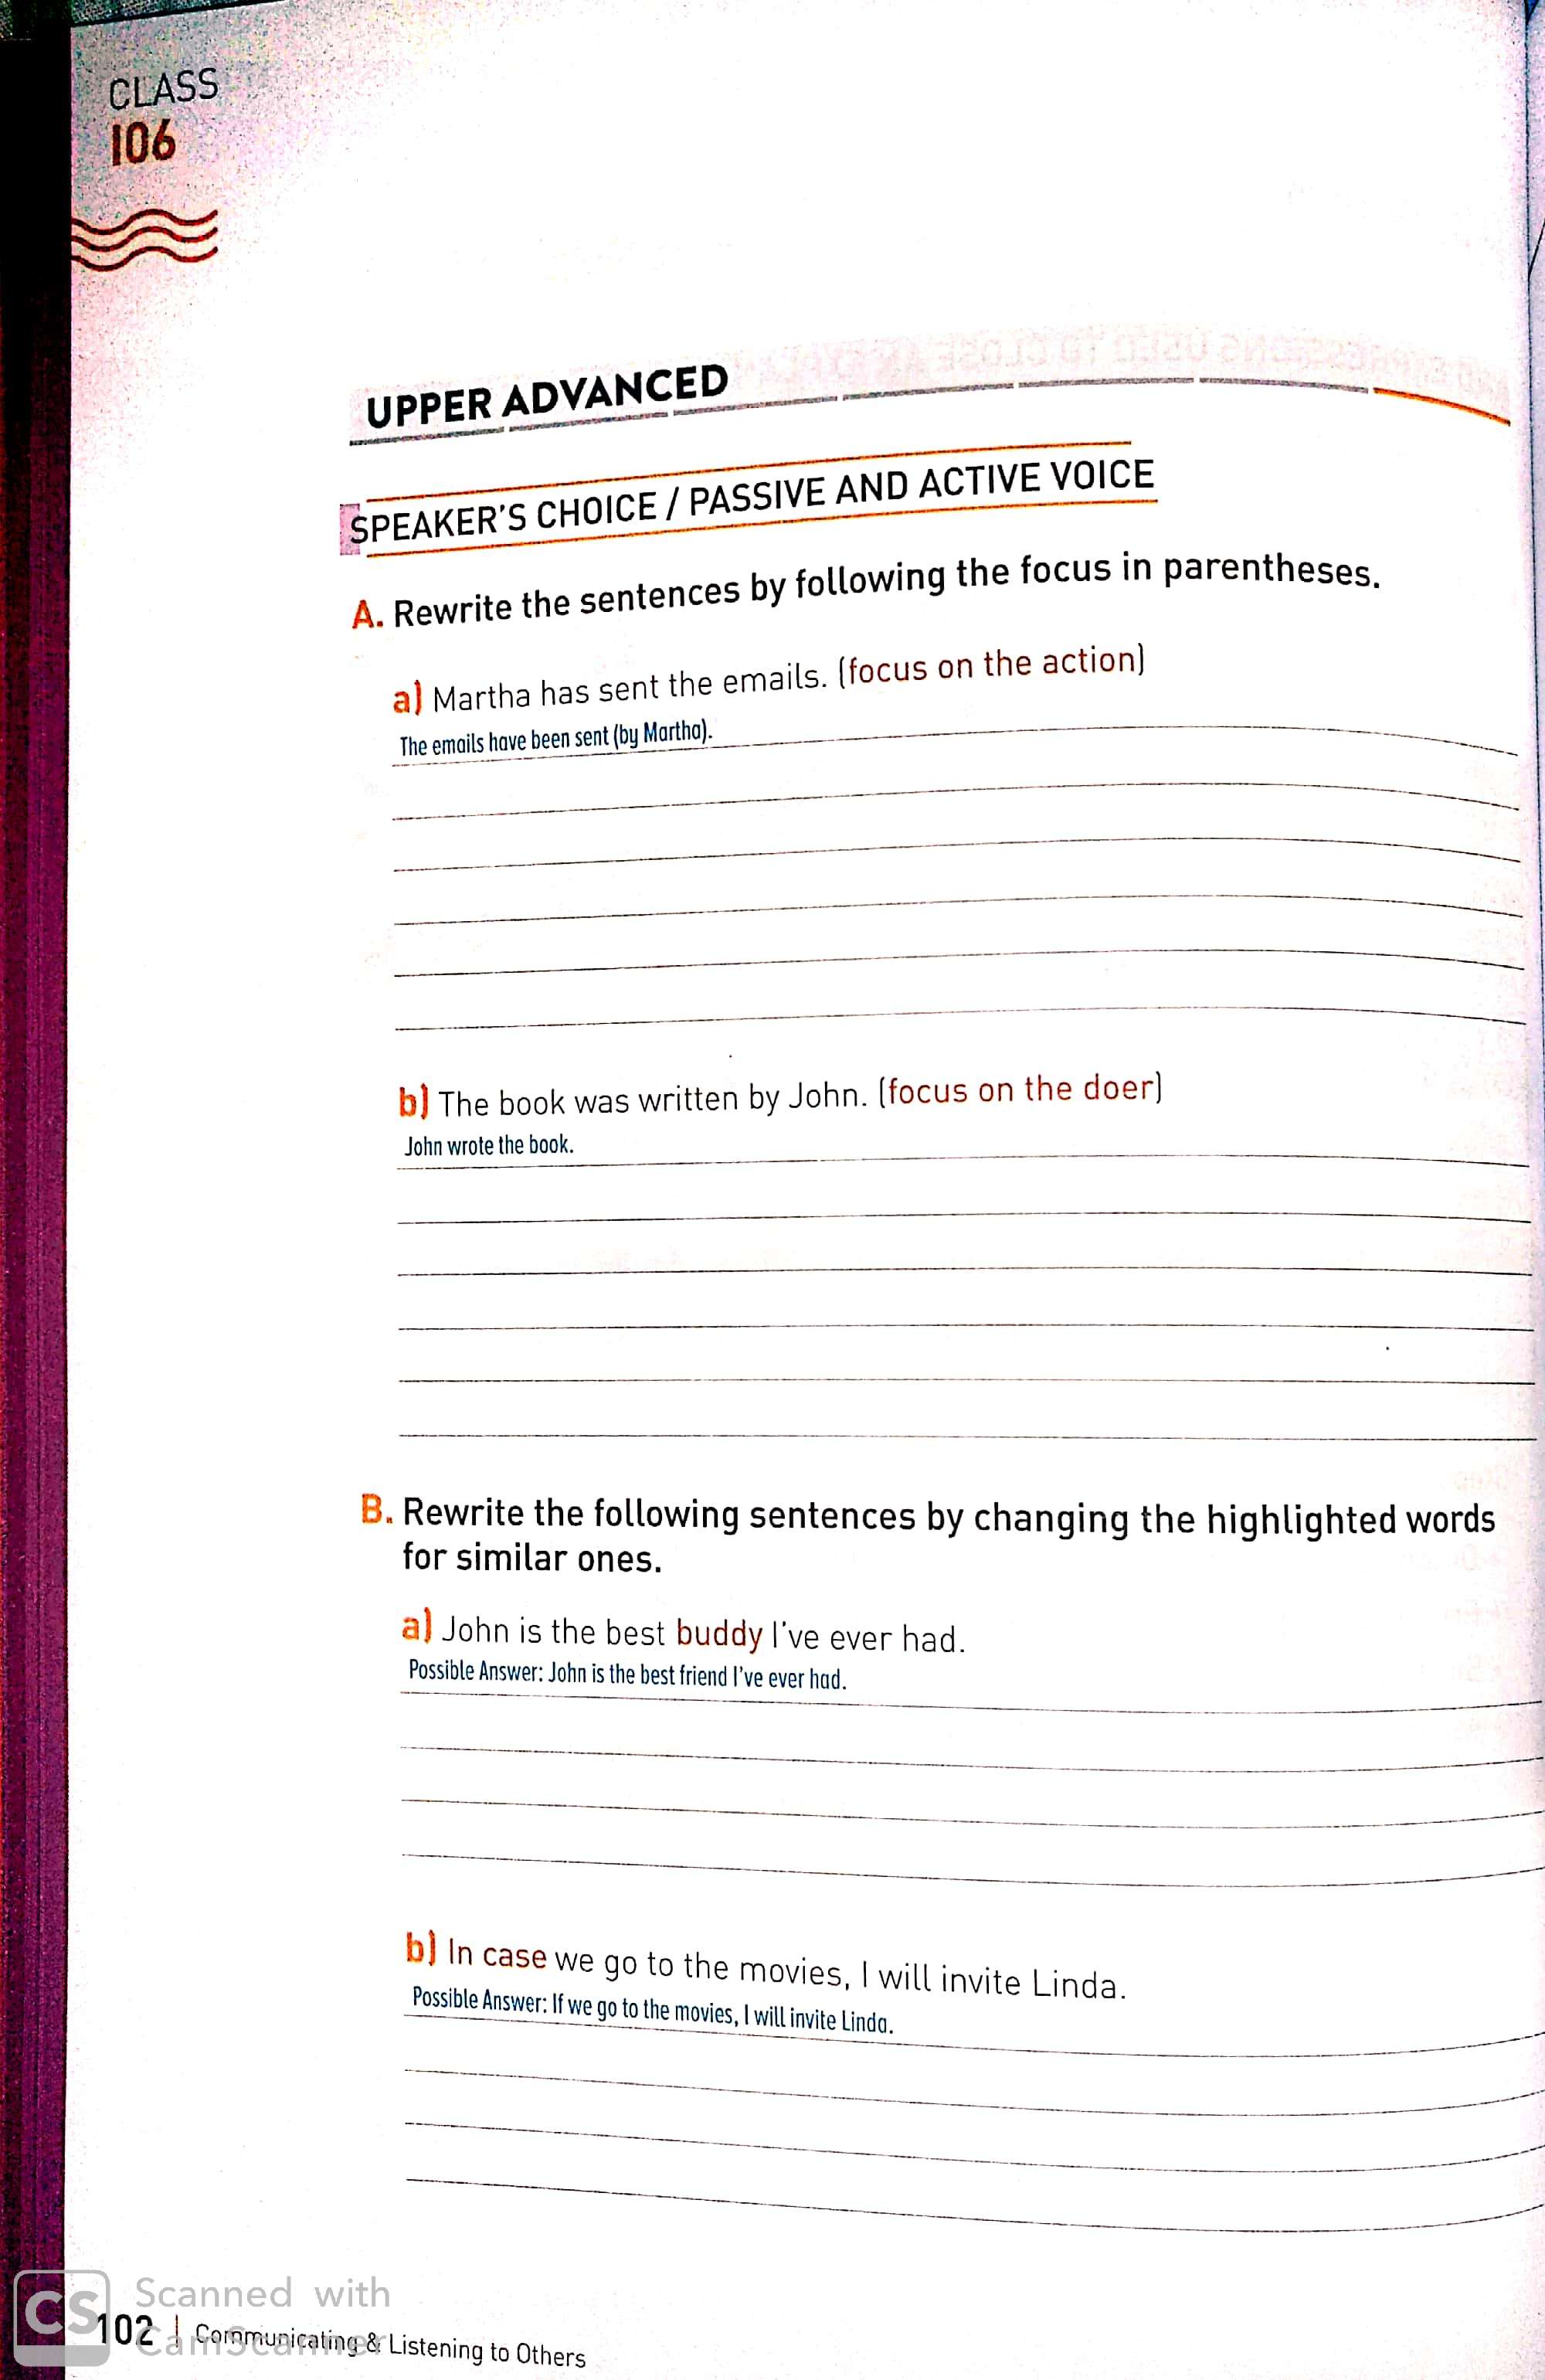 CLASS
106
UPPER ADVANCED
SPEAKER'S CHOICE / PASSIVE AND ACTIVE VOICE
A. Rewrite the sentences by following the focus in parentheses.
a) Martha has sent the emails. (focus on the action)
The emails have been sent (by Martha).
b) The book was written by John. (focus on the doer)
John wrote the book.
B. Rewrite the following sentences by changing the highlighted words
for similar ones.
a) John is the best buddy I've ever had.
Possible Answer: John is the best friend I've ever had.
b) In case we go to the movies, I will invite Linda.
Possible Answer: If we go to the movies, I will invite Linda.
CS
Scanned with
CamScanner
102 | Communicating & Listening to Others